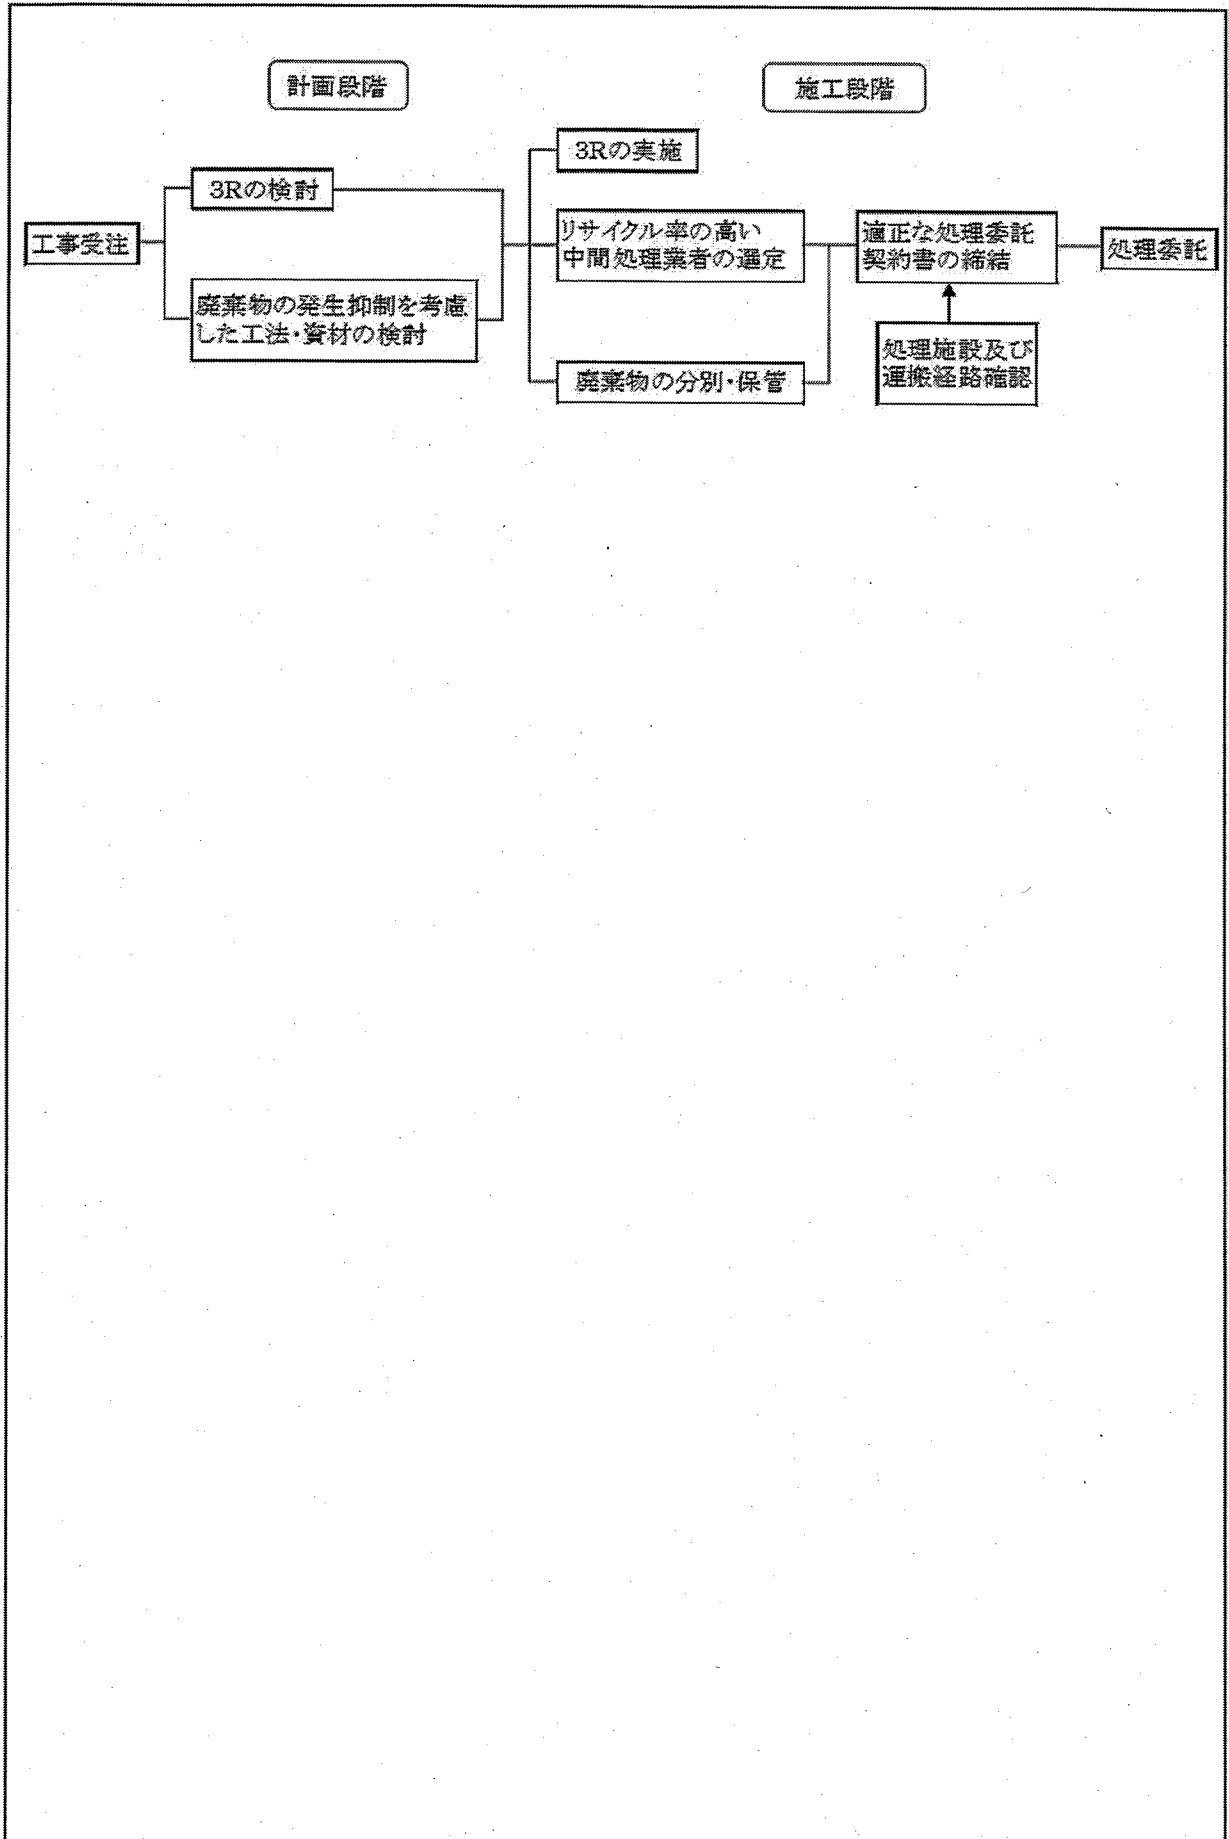 計画段階
施工段階
工事受注
3Rの検討
廃棄物の発生抑制を考慮
した工法・資材の検討
3Rの実施
リサイクル率の高い
中間処理業者の選定
廃棄物の分別・保管
適正な処理委託
契約書の締結
処理施設及び
運搬経路確認
処理委託